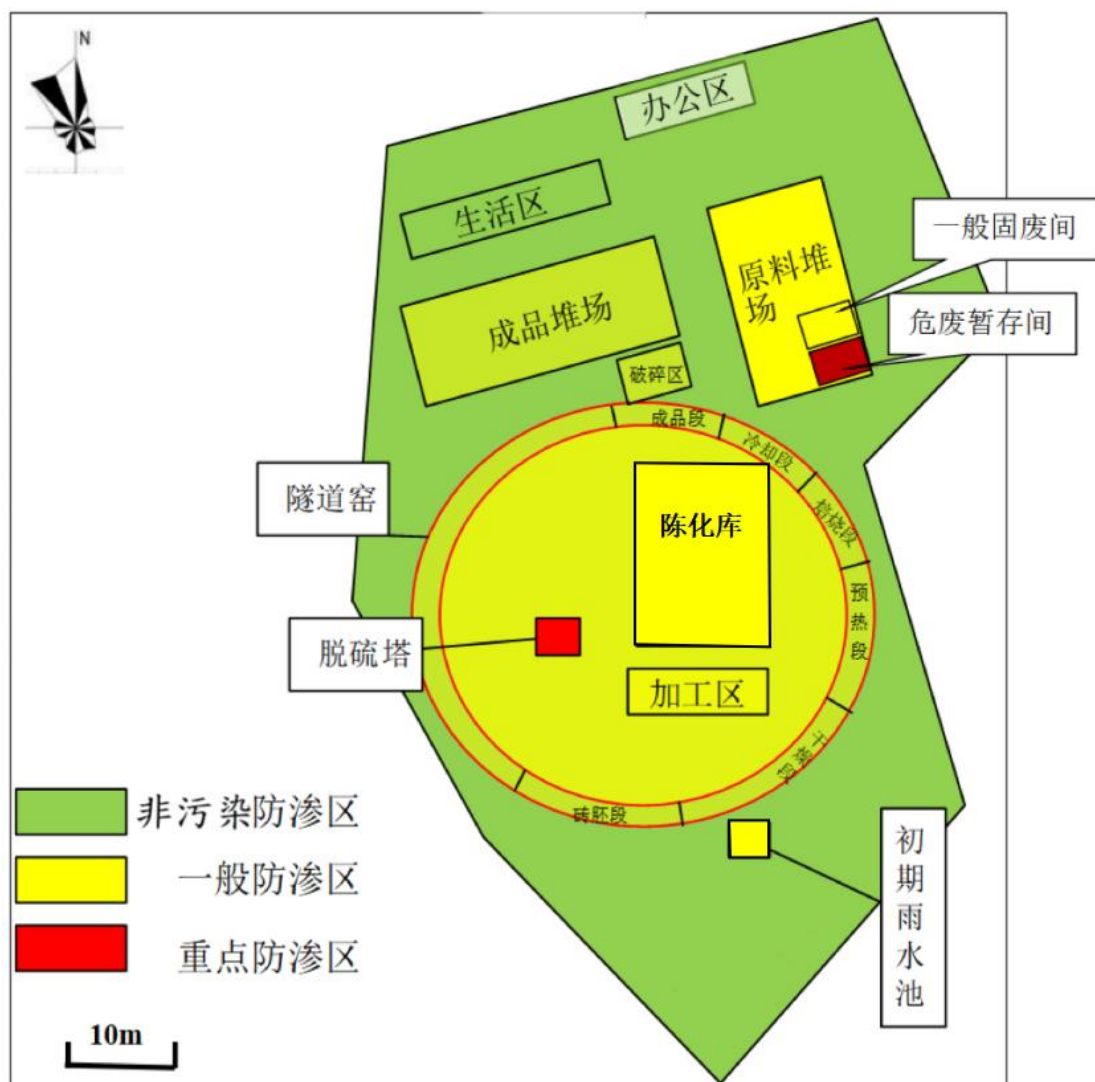 N
办公区
生活区
一般固废间
原料堆
场
危废暂存间
成品堆场
破碎区
成品段
冷却段
隧道窑
焙烧段
陈化库
预热段
脱硫塔
加工区
干燥段
砖胚段
非污染防渗区
一般防渗区
重点防渗区
初期雨水池
10m